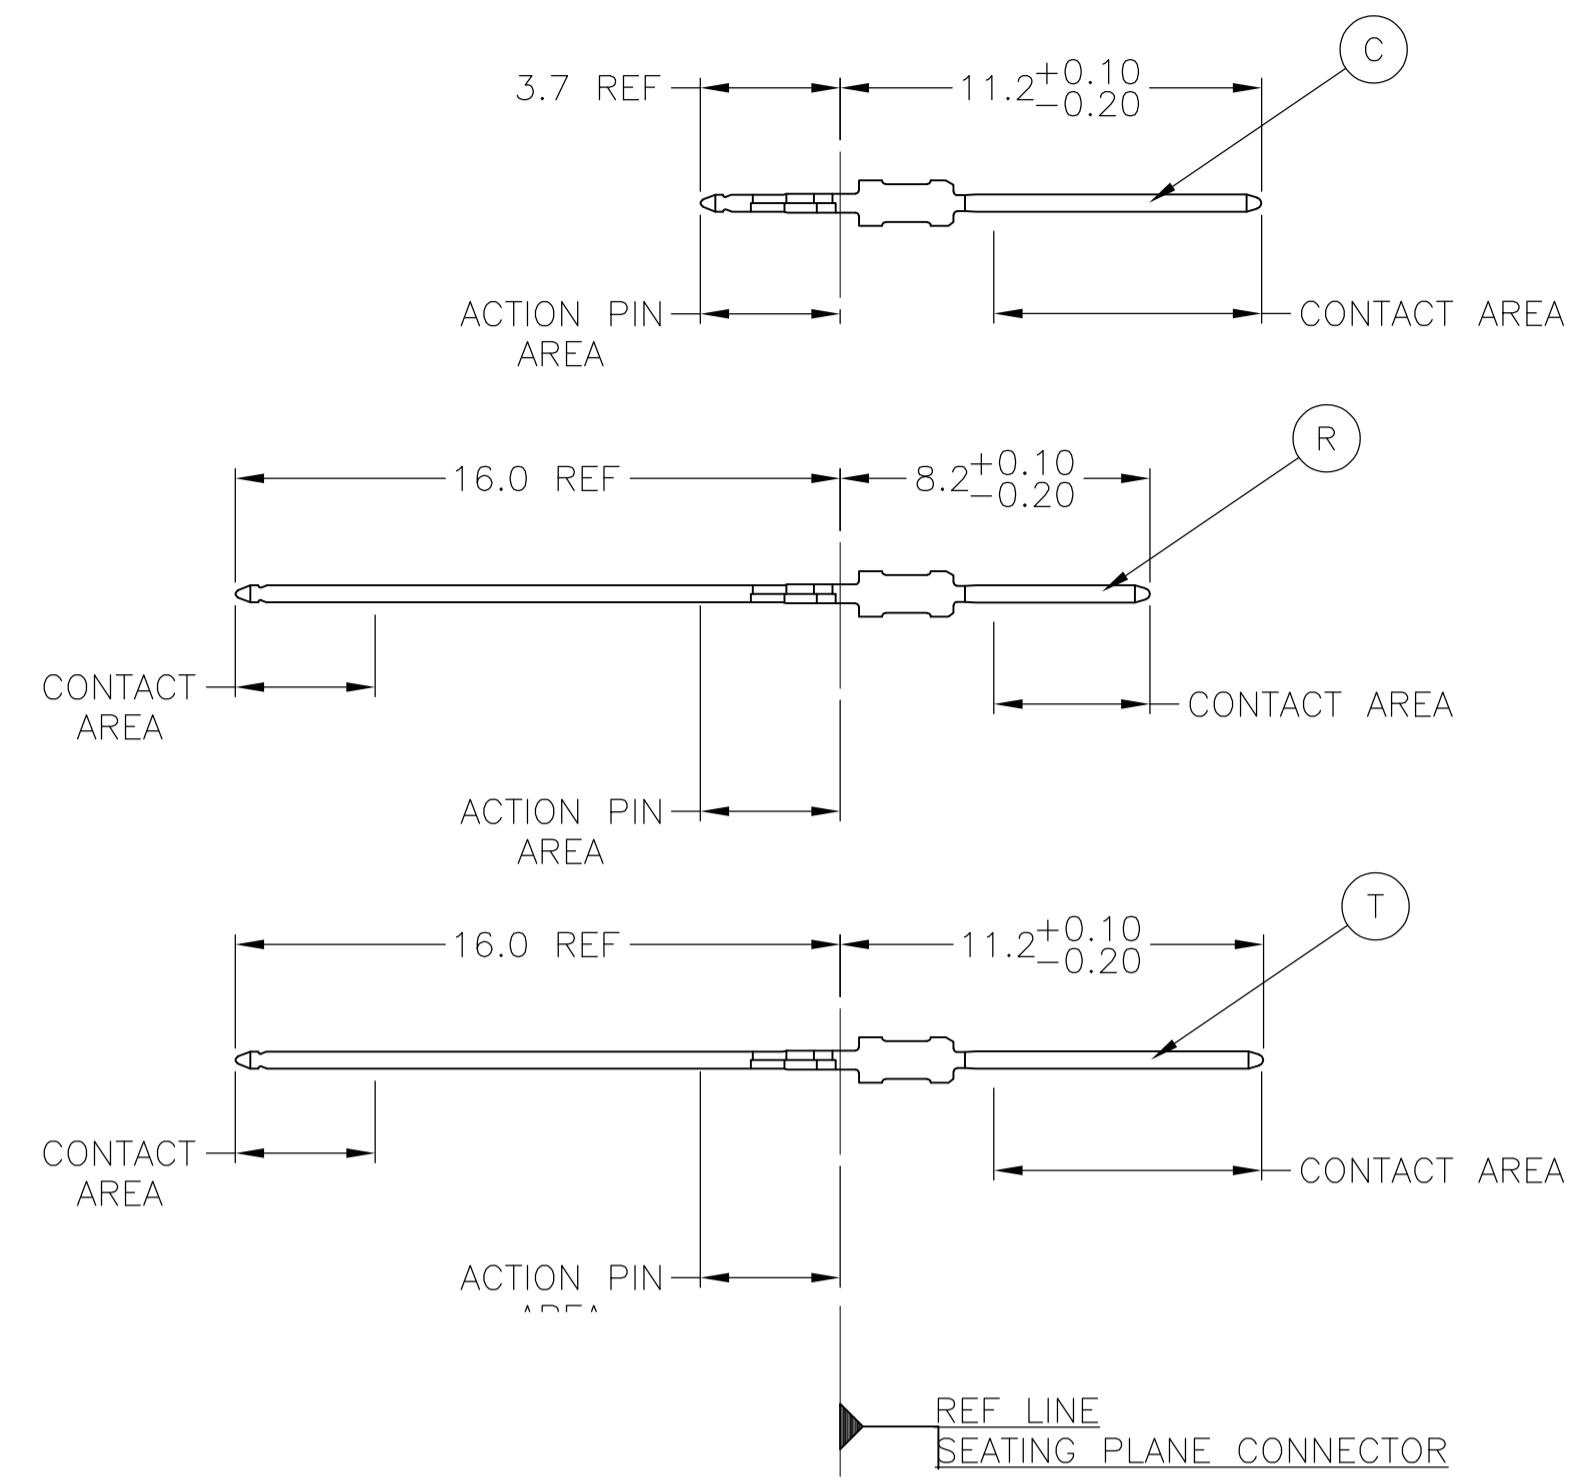 C
3.7 REF
11.2 +0.10
-0.20
ACTION PIN
AREA
CONTACT AREA
R
16.0 REF
8.2 +0.10
-0.20
CONTACT
AREA
CONTACT AREA
ACTION PIN
AREA
T
16.0 REF
11.2 +0.10
-0.20
CONTACT
AREA
CONTACT AREA
ACTION PIN
REF LINE
SEATING PLANE CONNECTOR